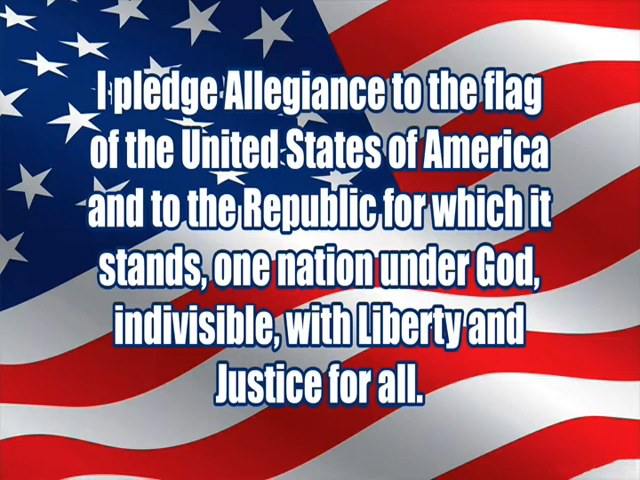 I pledge Allegiance to the flag
of the United States of America
and to the Republic for which it
stands, one nation under God,
indivisible, with Liberty and
Justice for all.